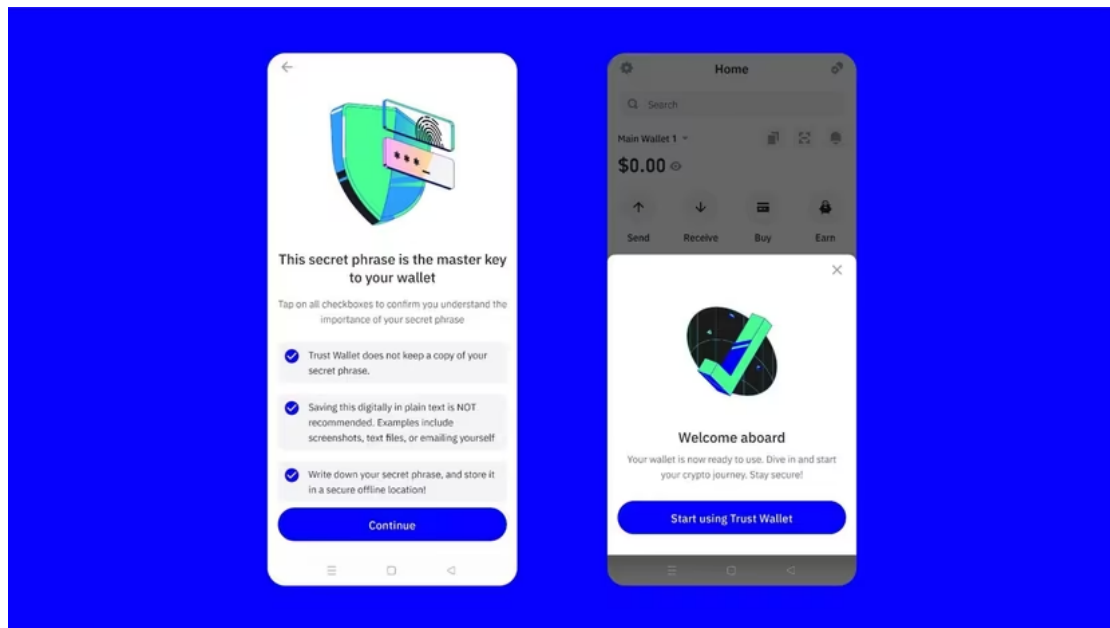 This secret phrase is the master key
to your wallet
Tap on all checkboxes to confirm you understand the
importance of your secret phrase
Trust Wallet does not keep a copy of your
secret phrase.
Saving this digitally in plain text is NOT
recommended. Examples include
screenshots, text files, or emailing yourself
Write down your secret phrase, and store it
in a secure offline location!
Continue
Home
Search
Main Wallet 1
$0.00
Send Receive Buy Earn
Welcome aboard
Your wallet is now ready to use. Dive in and start
your crypto journey. Stay secure!
Start using Trust Wallet